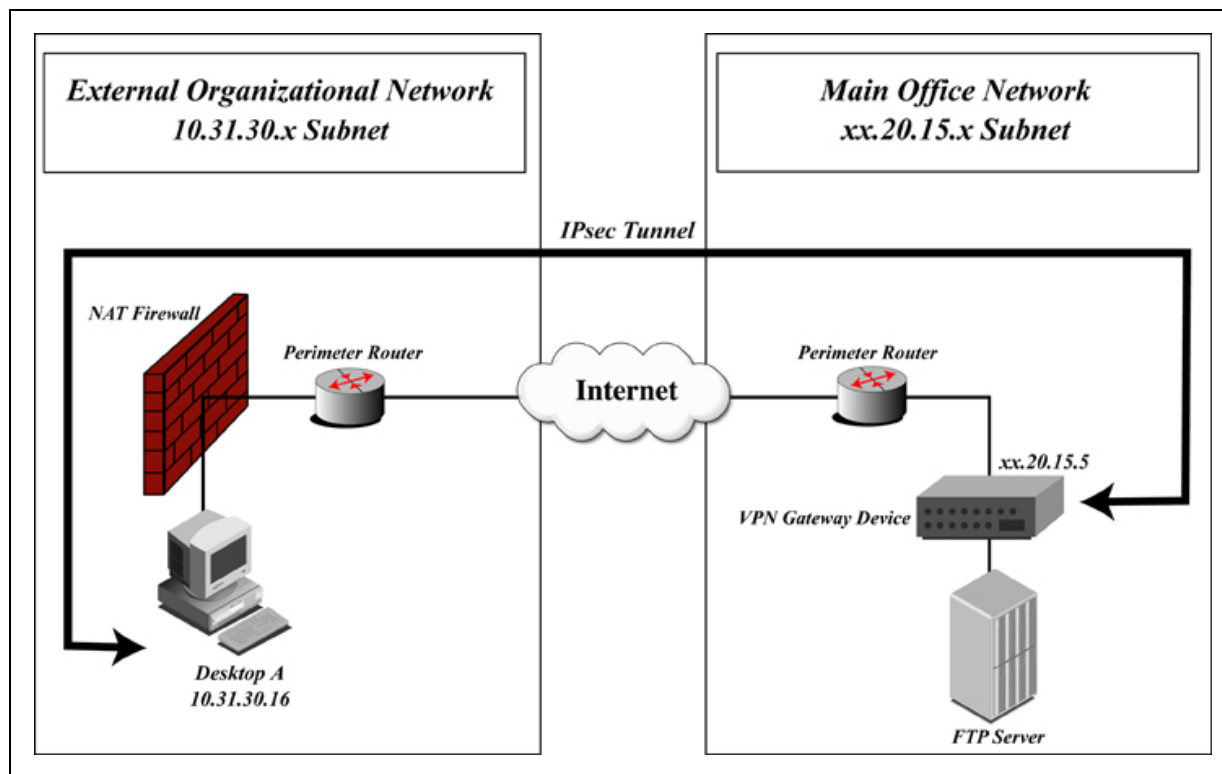 External Organizational Network
10.31.30.x Subnet
Main Office Network
xx.20.15.x Subnet
IPsec Tunnel
NAT Firewall
Perimeter Router
Internet
Perimeter Router
xx.20.15.5
VPN Gateway Device
Desktop A
10.31.30.16
FTP Server